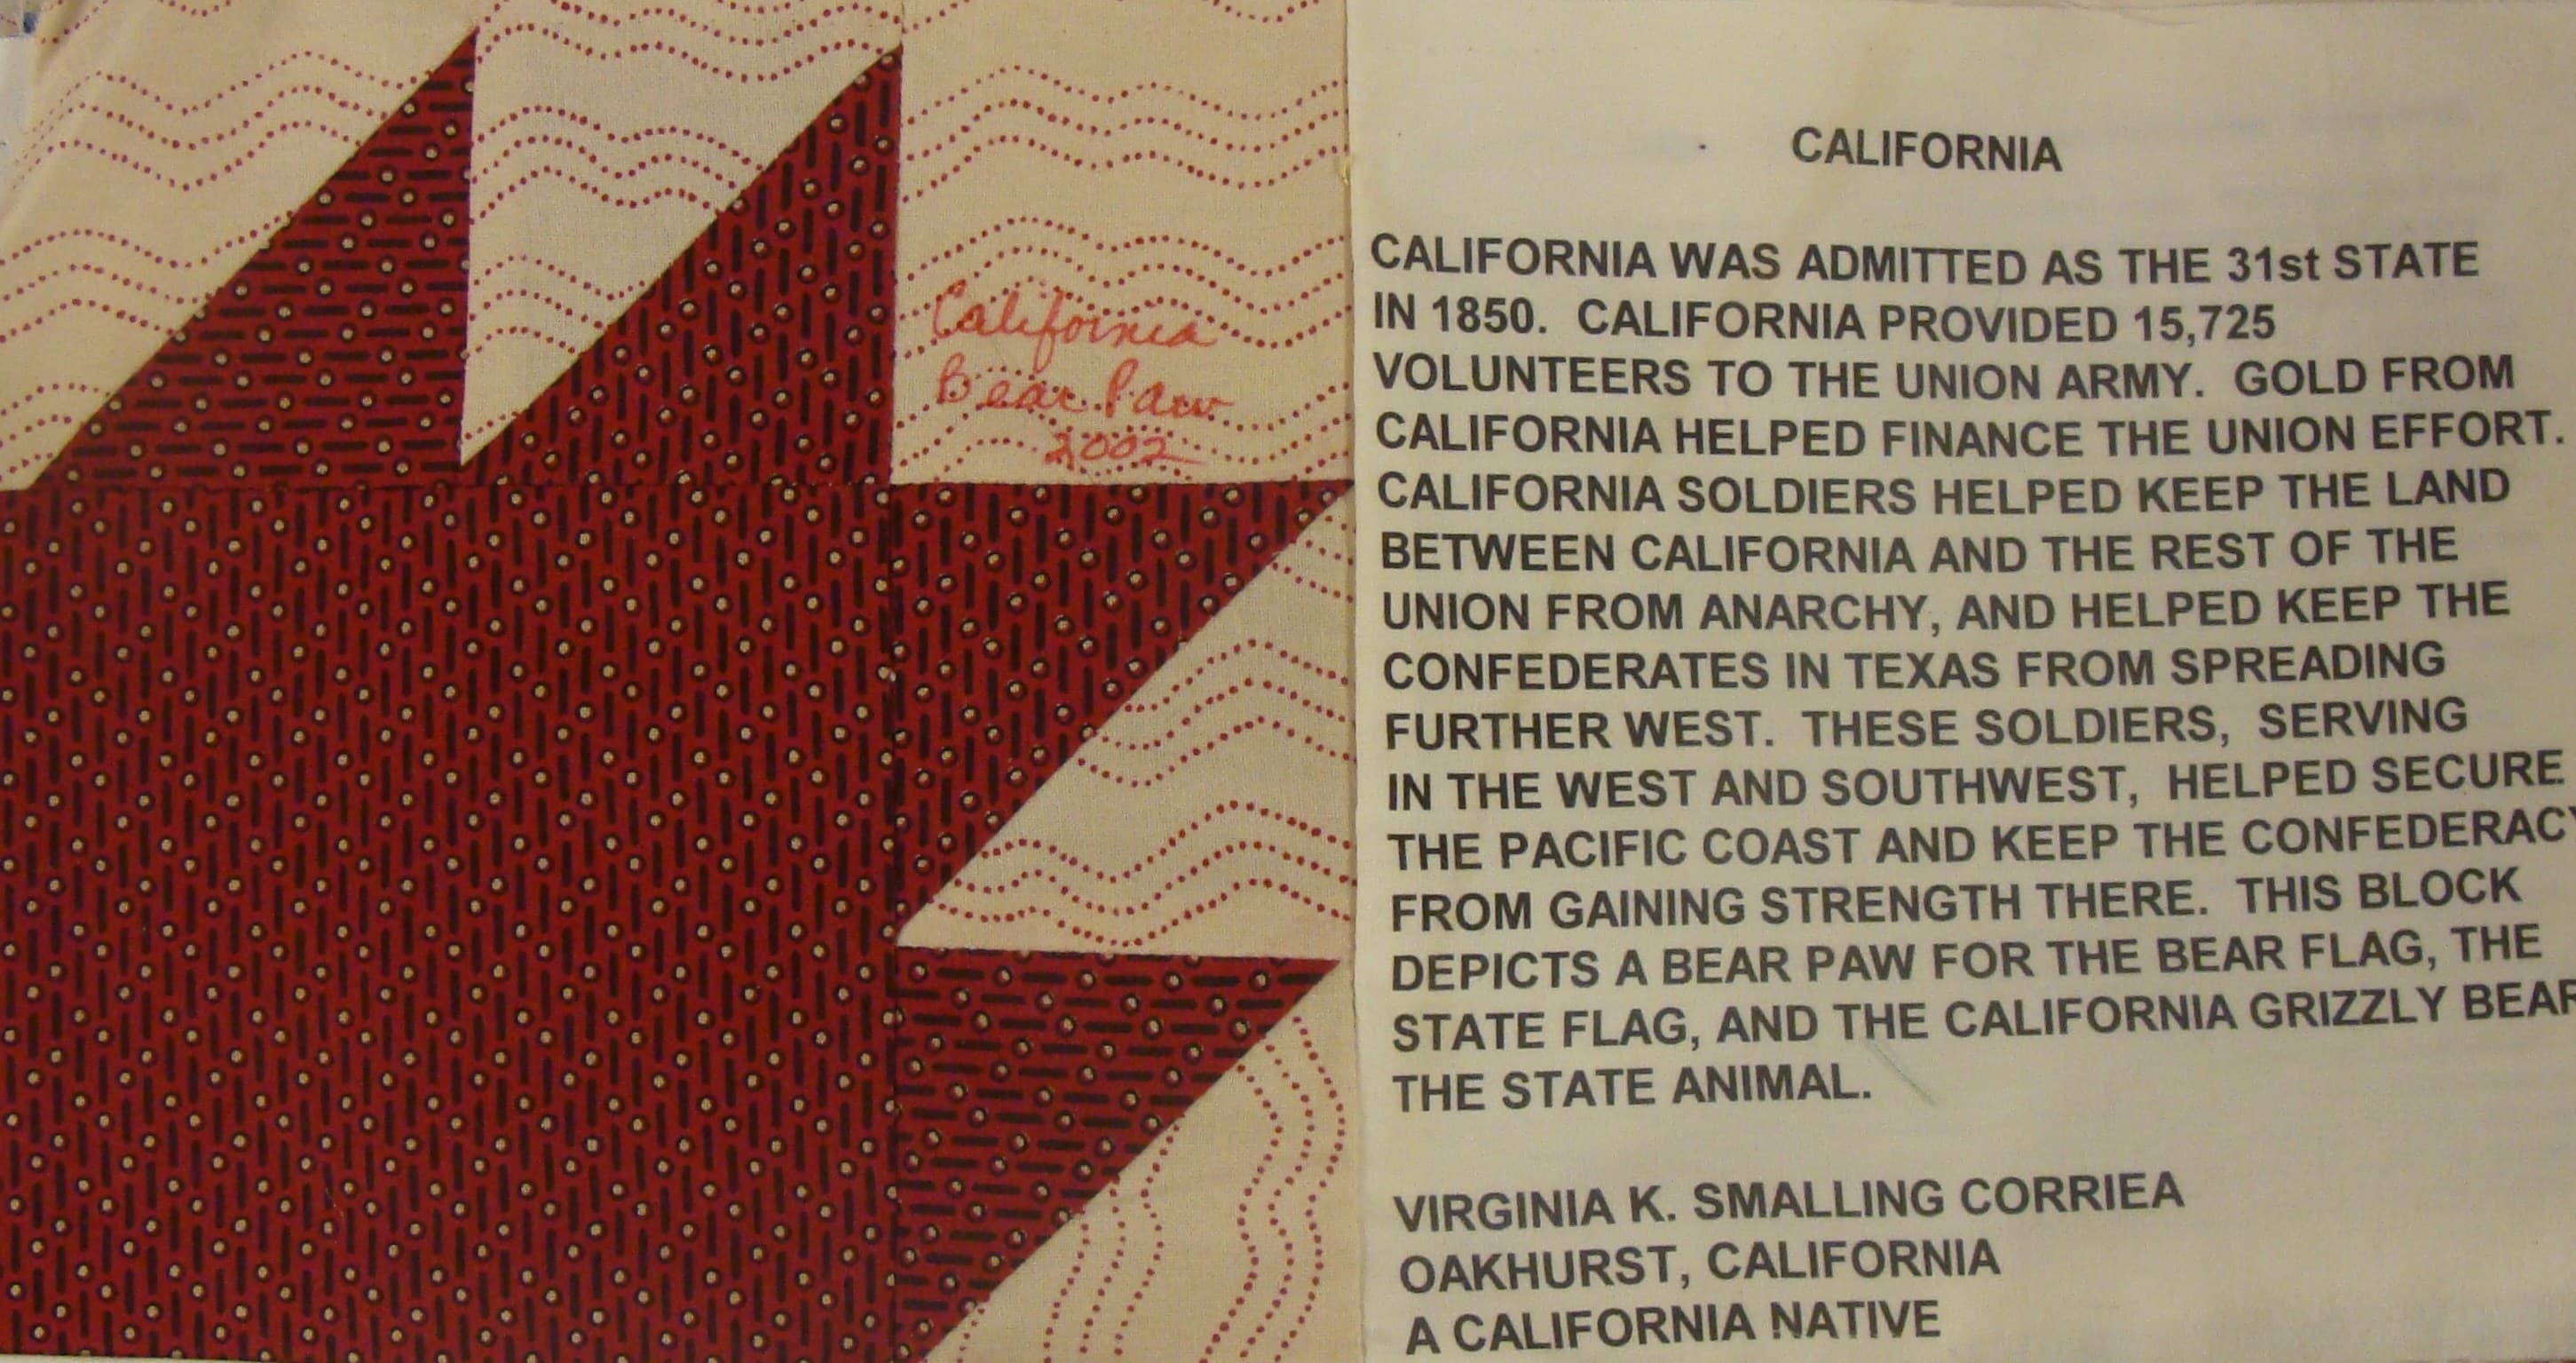 California
Bear Paw
2002
CALIFORNIA
CALIFORNIA WAS ADMITTED AS THE 31st STATE
IN 1850. CALIFORNIA PROVIDED 15,725
VOLUNTEERS TO THE UNION ARMY. GOLD FROM
CALIFORNIA HELPED FINANCE THE UNION EFFORT.
CALIFORNIA SOLDIERS HELPED KEEP THE LAND
BETWEEN CALIFORNIA AND THE REST OF THE
UNION FROM ANARCHY, AND HELPED KEEP THE
CONFEDERATES IN TEXAS FROM SPREADING
FURTHER WEST. THESE SOLDIERS, SERVING
IN THE WEST AND SOUTHWEST, HELPED SECURE
THE PACIFIC COAST AND KEEP THE CONFEDERACY
FROM GAINING STRENGTH THERE. THIS BLOCK
DEPICTS A BEAR PAW FOR THE BEAR FLAG, THE
STATE FLAG, AND THE CALIFORNIA GRIZZLY BEAR
THE STATE ANIMAL.
VIRGINIA K. SMALLING CORRIEA
OAKHURST, CALIFORNIA
A CALIFORNIA NATIVE